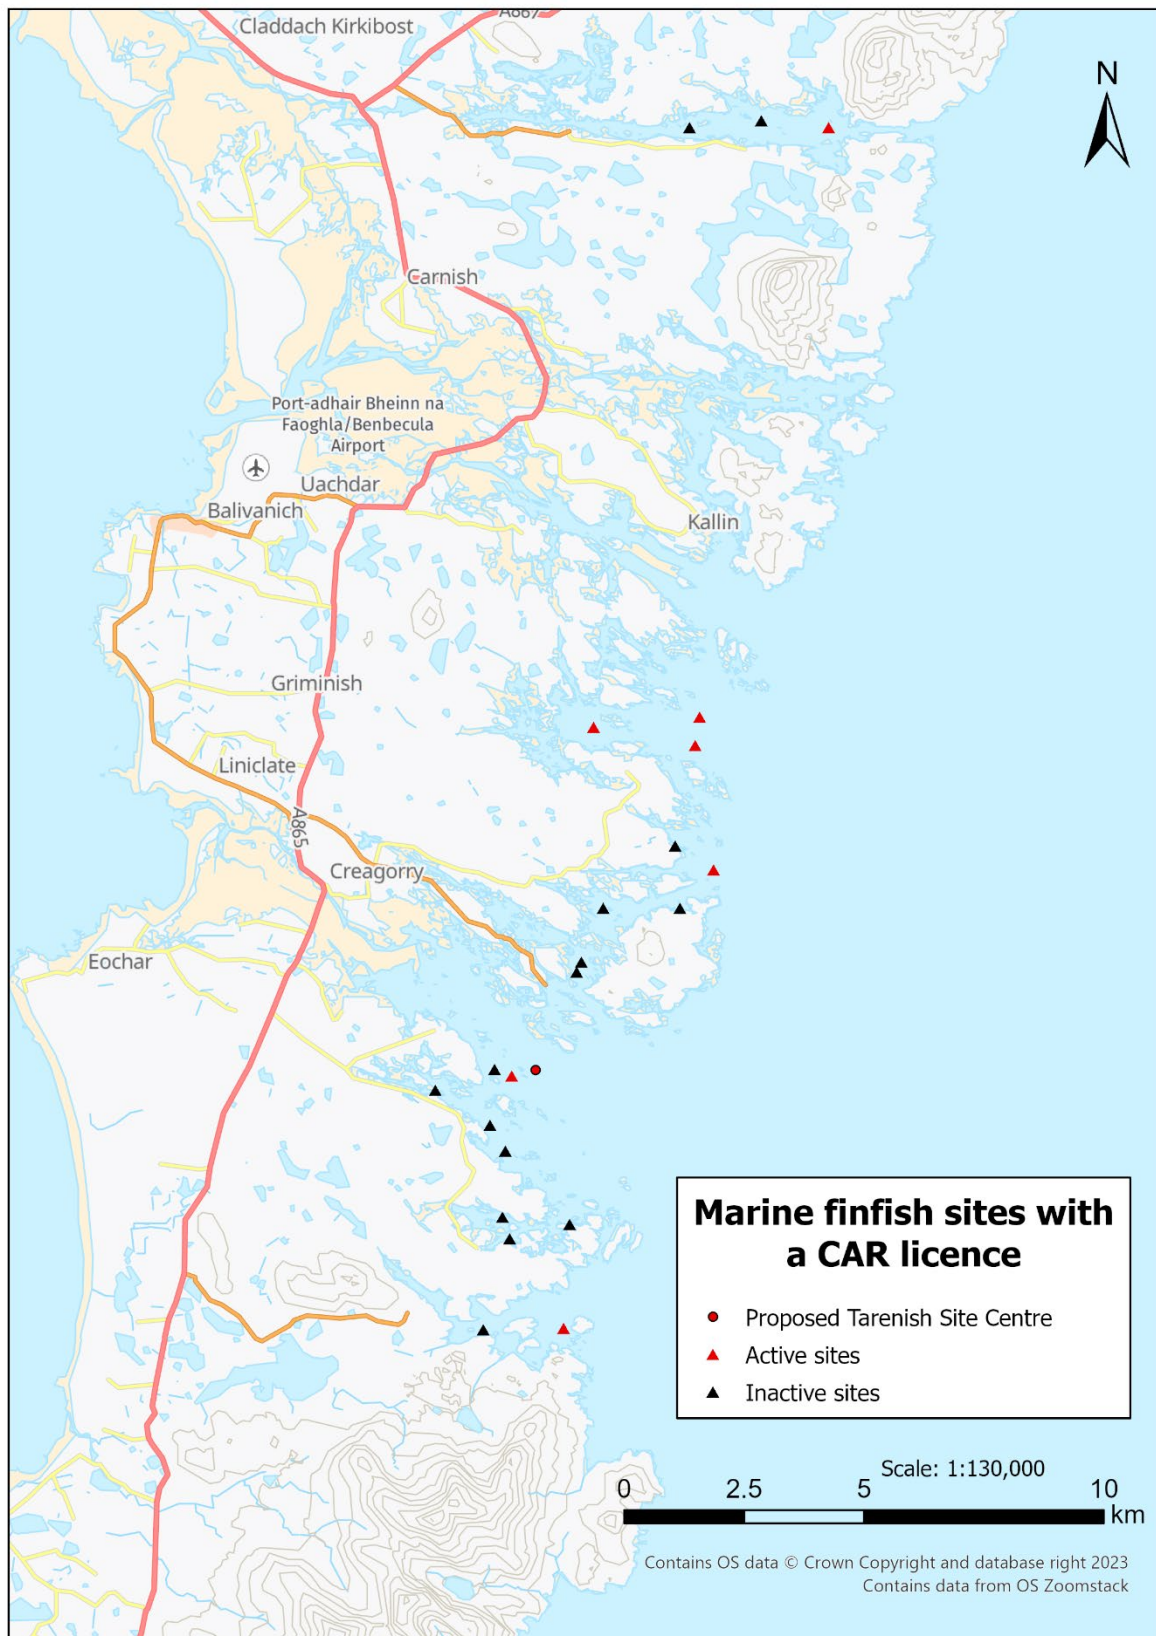 A867
Claddach Kirkibost
N
Carnish
Port-adhair Bheinn na
Faoghla/Benbecula
Airport
Uachdar
Balivanich
Kallin
Griminish
Liniclate
A865
Creagorry
Eochar
Marine finfish sites with
a CAR licence
Proposed Tarenish Site Centre
Active sites
Inactive sites
Scale: 1:130,000
0 2.5 5 10
km
Contains OS data © Crown Copyright and database right 2023
Contains data from OS Zoomstack